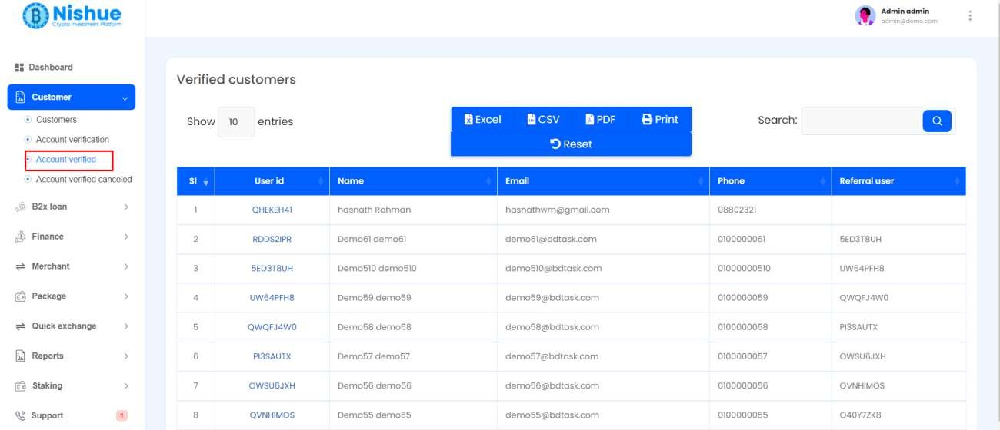 Nishue
Crypto Investment Platform
Admin admin
admin@demo.com
Dashboard
Customer
Customers
Account verification
Account verified
Account verified canceled
B2x loan
Finance
Merchant
Package
Quick exchange
Reports
Staking
Support 1
Verified customers
Show 10 entries
Excel CSV PDF Print
Reset
Search:
Sl User id Name Email Phone Referral user
1 QHEKEH41 hasnath Rahman hasnathwm@gmail.com 08802321
2 RDDS2IPR Demo61 demo61 demo61@bdtask.com 0100000061 5ED3T8UH
3 5ED3T8UH Demo510 demo510 demo510@bdtask.com 01000000510 UW64PFH8
4 UW64PFH8 Demo59 demo59 demo59@bdtask.com 0100000059 QWQFJ4W0
5 QWQFJ4W0 Demo58 demo58 demo58@bdtask.com 0100000058 PI3SAUTX
6 PI3SAUTX Demo57 demo57 demo57@bdtask.com 0100000057 OWSU6JXH
7 OWSU6JXH Demo56 demo56 demo56@bdtask.com 0100000056 QVNHIMOS
8 QVNHIMOS Demo55 demo55 demo55@bdtask.com 0100000055 O40Y7ZK8